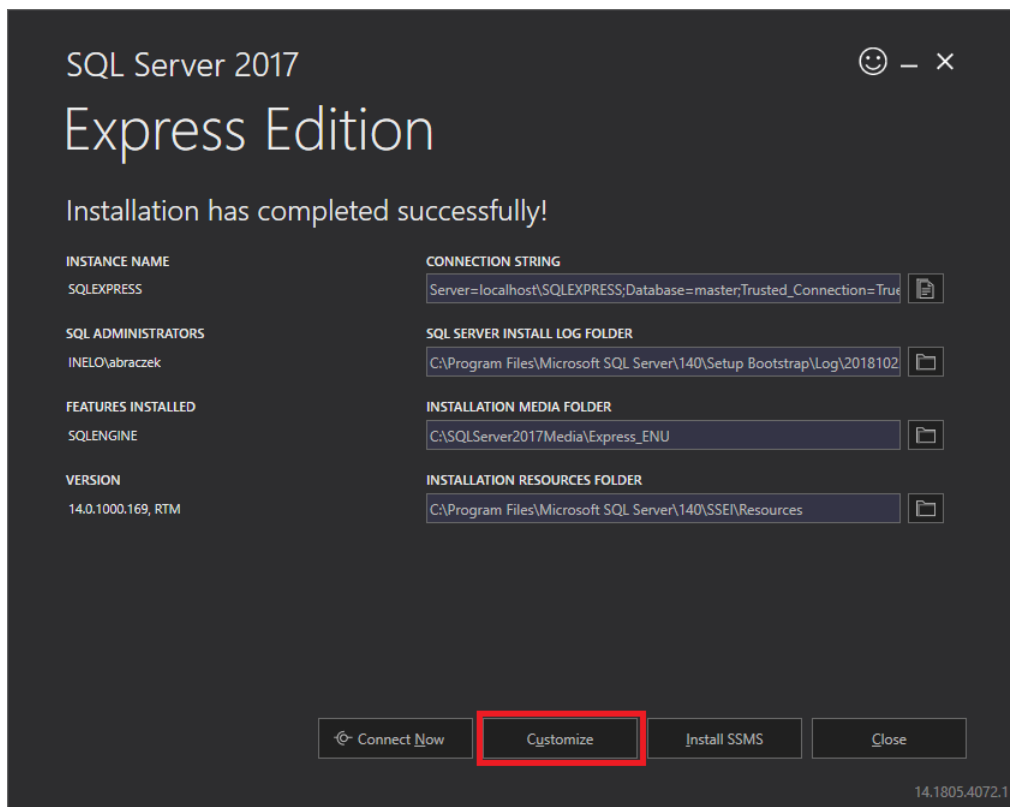 SQL Server 2017
Express Edition
Installation has completed successfully!
INSTANCE NAME
SQLEXPRESS
CONNECTION STRING
Server=localhost\SQLEXPRESS;Database=master;Trusted_Connection=True
SQL ADMINISTRATORS
INELO\abraczek
SQL SERVER INSTALL LOG FOLDER
C:\Program Files\Microsoft SQL Server\140\Setup Bootstrap\Log\2018102
FEATURES INSTALLED
SQLENGINE
INSTALLATION MEDIA FOLDER
C:\SQLServer2017Media\Express_ENU
VERSION
14.0.1000.169, RTM
INSTALLATION RESOURCES FOLDER
C:\Program Files\Microsoft SQL Server\140\SSEI\Resources
Connect Now
Customize
Install SSMS
Close
14.1805.4072.1